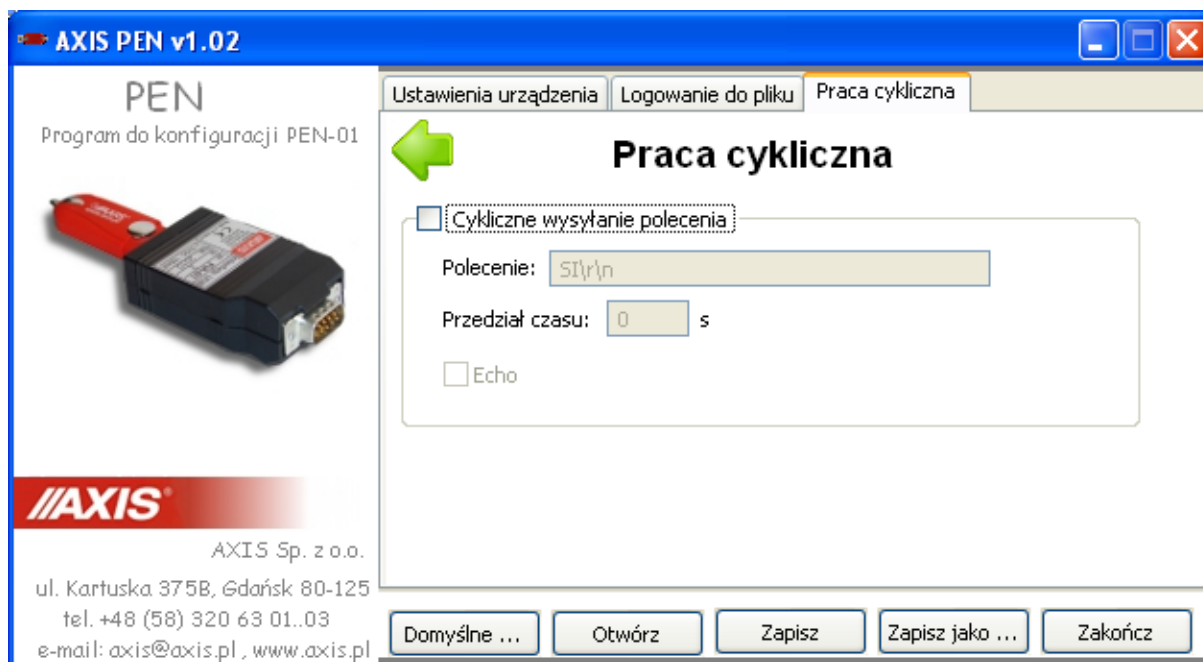 AXIS PEN v1.02
PEN
Program do konfiguracji PEN-01
AXIS
AXIS®
AXIS Sp. z o.o.
ul. Kartuska 375B, Gdańsk 80-125
tel. +48 (58) 320 63 01..03
e-mail: axis@axis.pl , www.axis.pl
Ustawienia urządzenia
Logowanie do pliku
Praca cykliczna
Praca cykliczna
Cykliczne wysyłanie polecenia
Polecenie: SI\r\n
Przedział czasu: 0 s
Echo
Domyślne ...
Otwórz
Zapisz
Zapisz jako ...
Zakończ